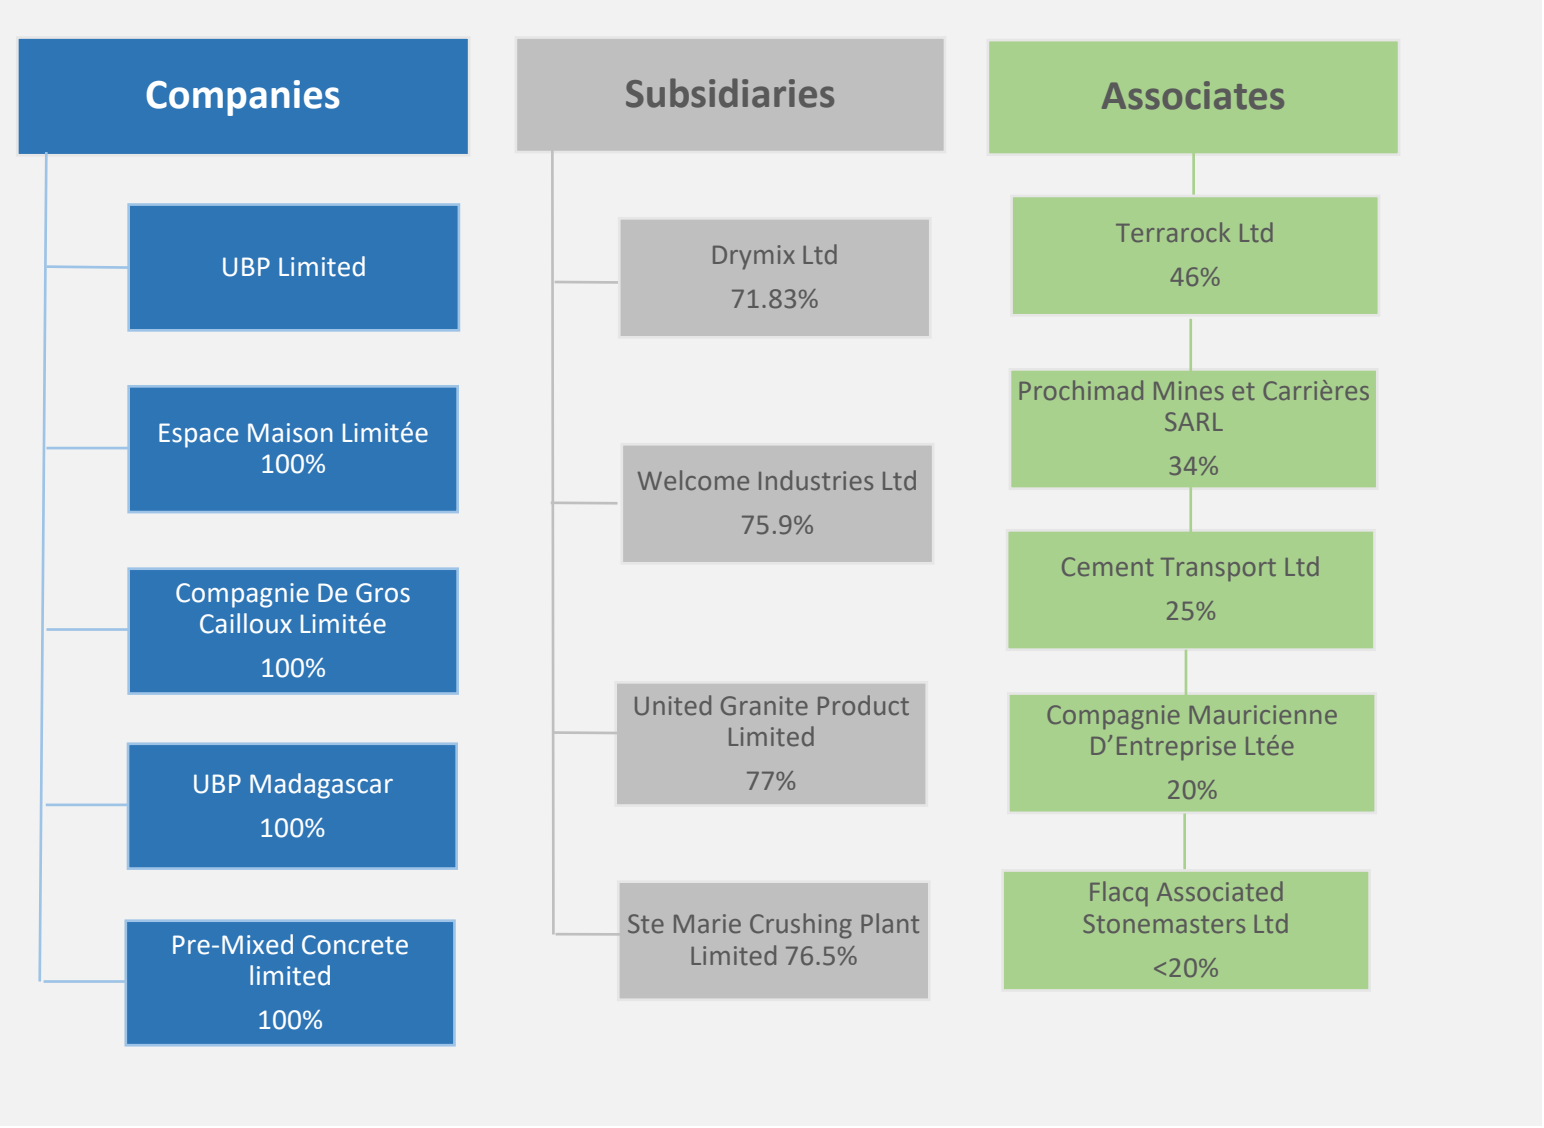 Companies
UBP Limited
Espace Maison Limitée
100%
Compagnie De Gros
Cailloux Limitée
100%
UBP Madagascar
100%
Pre-Mixed Concrete
limited
100%
Subsidiaries
Drymix Ltd
71.83%
Welcome Industries Ltd
75.9%
United Granite Product
Limited
77%
Ste Marie Crushing Plant
Limited 76.5%
Associates
Terrarock Ltd
46%
Prochimad Mines et Carrières
SARL
34%
Cement Transport Ltd
25%
Compagnie Mauricienne
D’Entreprise Ltée
20%
Flacq Associated
Stonemasters Ltd
<20%